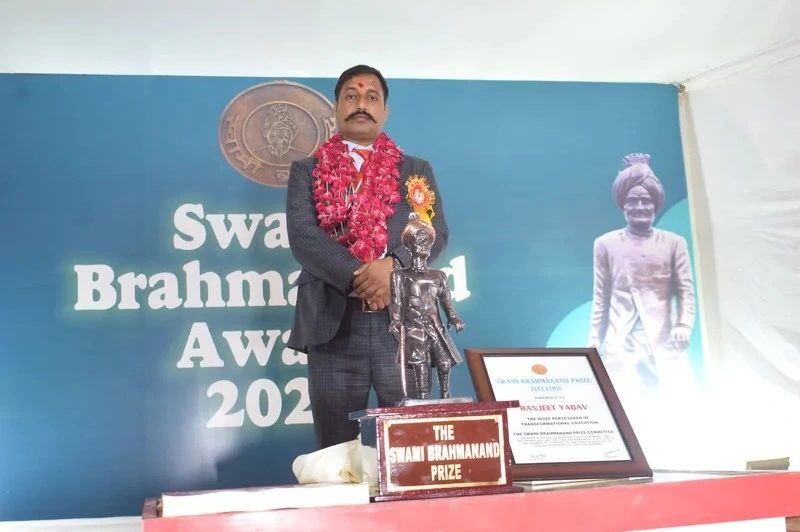 स्वामी
Swa
Brahma d
Awa
202
THE
SWAMI BRAHMANAND
PRIZE
SWAMI BRAHMANAND PRIZE
EDUCATION
RANJEET YADAV
THE MOST PERSEVERER IN
TRANSFORMATIONAL EDUCATION
THE SWAMI BRAHMANAND PRIZE COMMITTEE